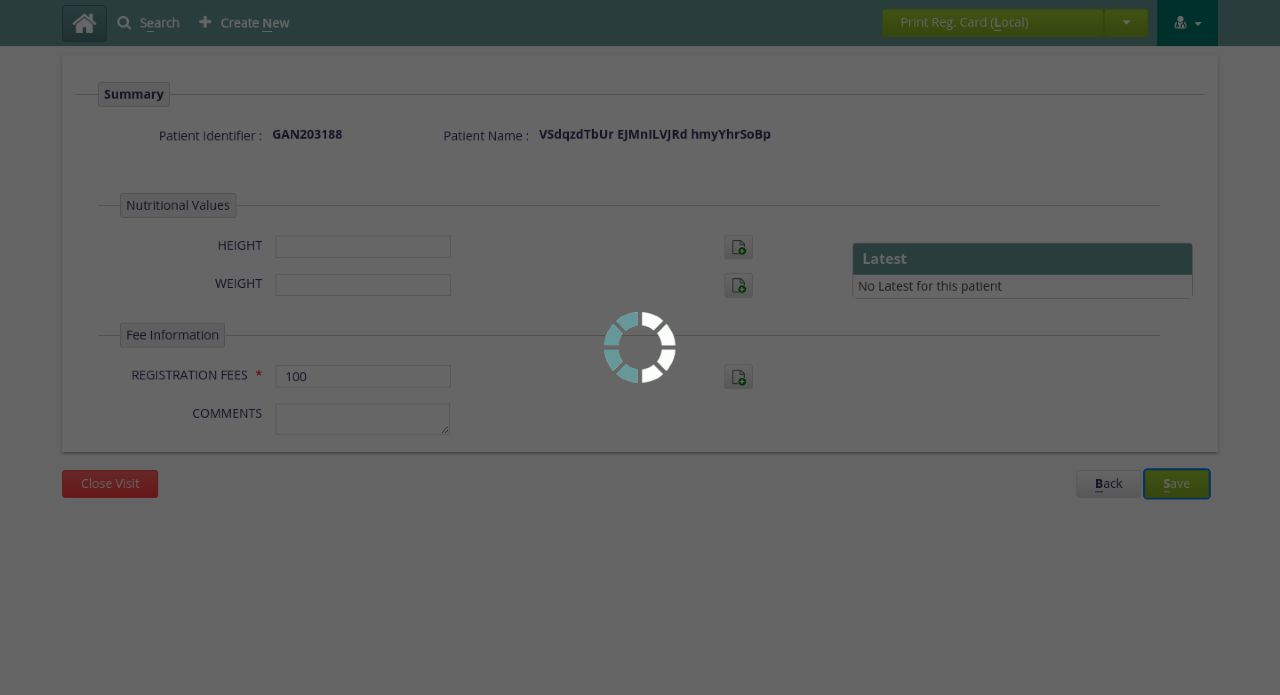 Search Create New Print Reg. Card (Local)
Summary
Patient Identifier : GAN203188 Patient Name : VSdqzdTbUr EJMnILVJRd hmyYhrSoBp
Nutritional Values
HEIGHT
Latest
WEIGHT No Latest for this patient
Fee Information
REGISTRATION FEES * 100
COMMENTS
Close Visit Back Save